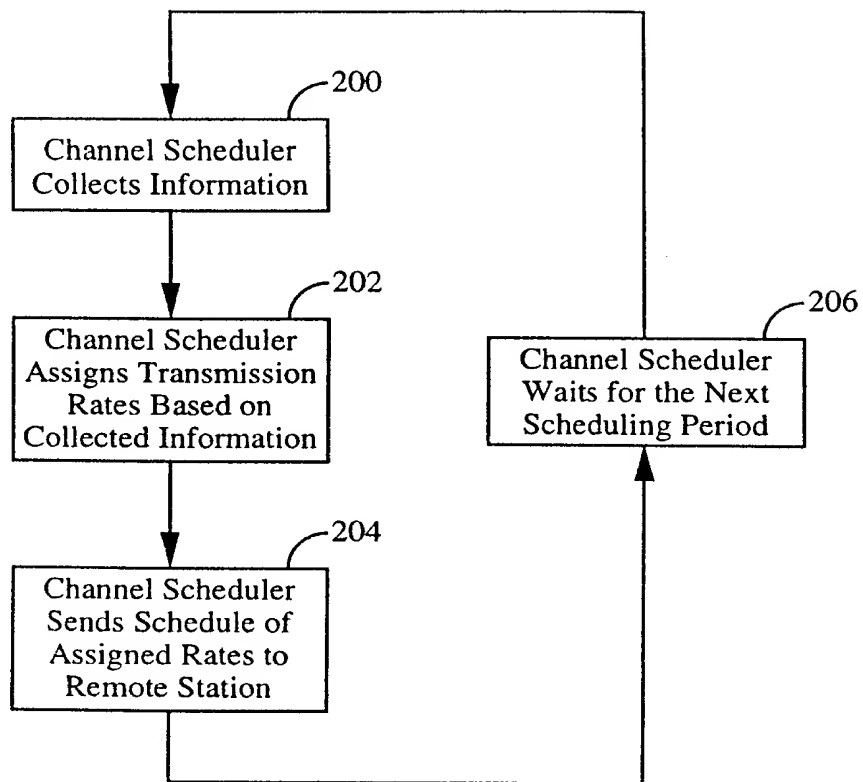 200
Channel Scheduler
Collects Information
202
Channel Scheduler
Assigns Transmission
Rates Based on
Collected Information
204
Channel Scheduler
Sends Schedule of
Assigned Rates to
Remote Station
206
Channel Scheduler
Waits for the Next
Scheduling Period